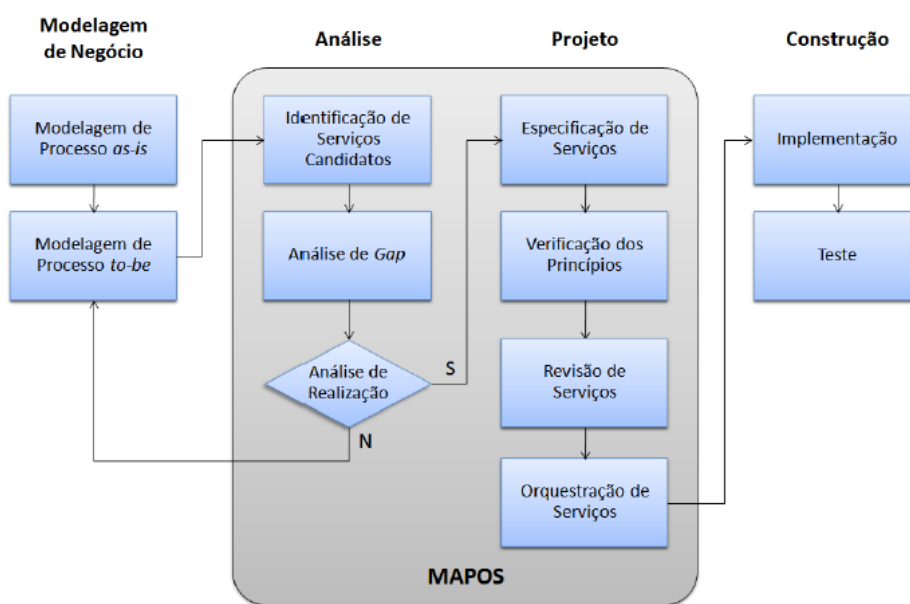 Modelagem
de Negócio
Análise
Projeto
Construção
Modelagem de
Processo as-is
Modelagem de
Processo to-be
Identificação de
Serviços
Candidatos
Análise de Gap
Análise de
Realização
S
N
Especificação de
Serviços
Verificação dos
Princípios
Revisão de
Serviços
Orquestração de
Serviços
Implementação
Teste
MAPOS